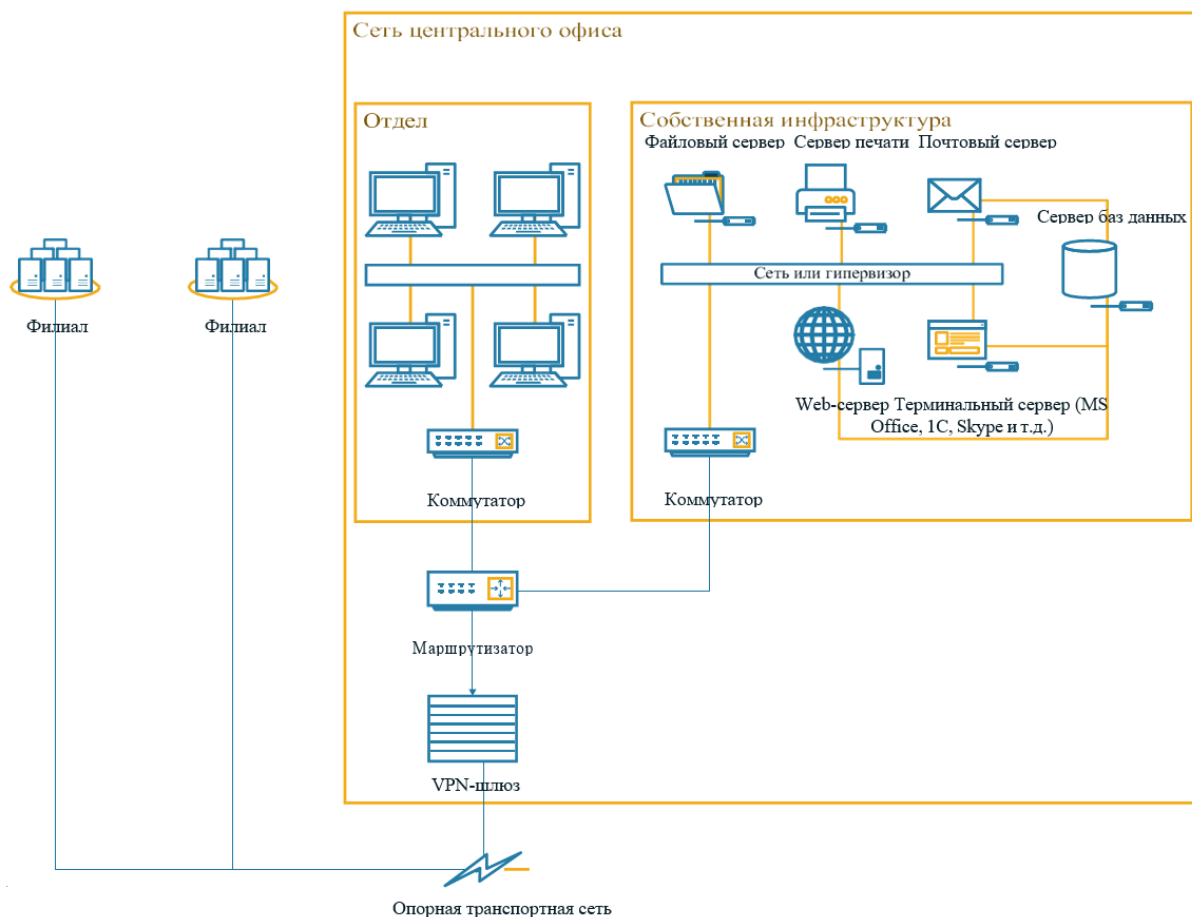 Сеть центрального офиса
Отдел
Собственная инфраструктура
Файловый сервер
Сервер печати
Почтовый сервер
Сервер баз данных
Сеть или гипервизор
Филиал
Филиал
Web-сервер
Терминальный сервер (MS
Office, 1C, Skype и т.д.)
Коммутатор
Коммутатор
Маршрутизатор
VPN-шлюз
Опорная транспортная сеть